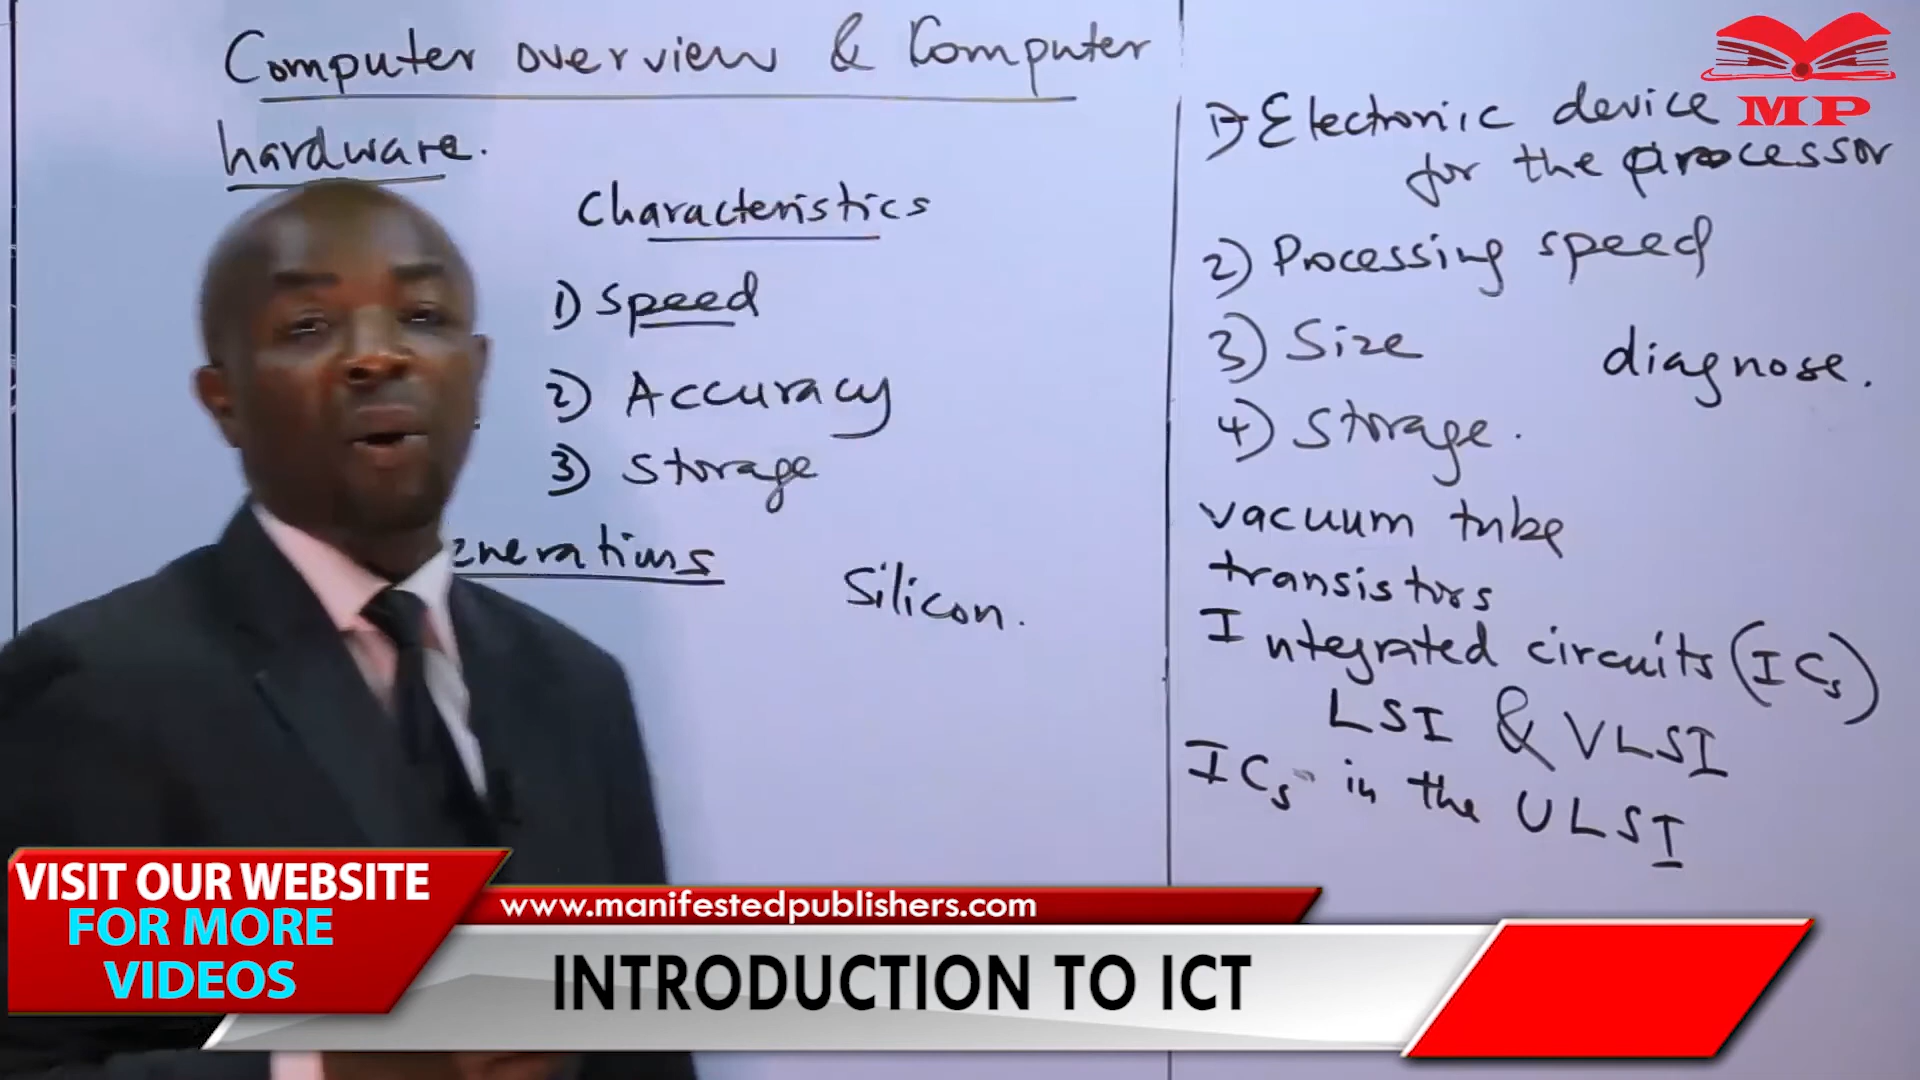 Computer overview & Computer
hardware.
Characteristics
1) Speed
2) Accuracy
3) Storage
enerations
Silicon.
1) Electronic device
for the processor
2) Processing speed
3) Size
diagnose.
4) Storage.
vacuum tube
transistors
Integrated circuits (ICs)
LSI & VLSI
ICs in the ULSI
MP
VISIT OUR WEBSITE
FOR MORE
VIDEOS
www.manifestedpublishers.com
INTRODUCTION TO ICT